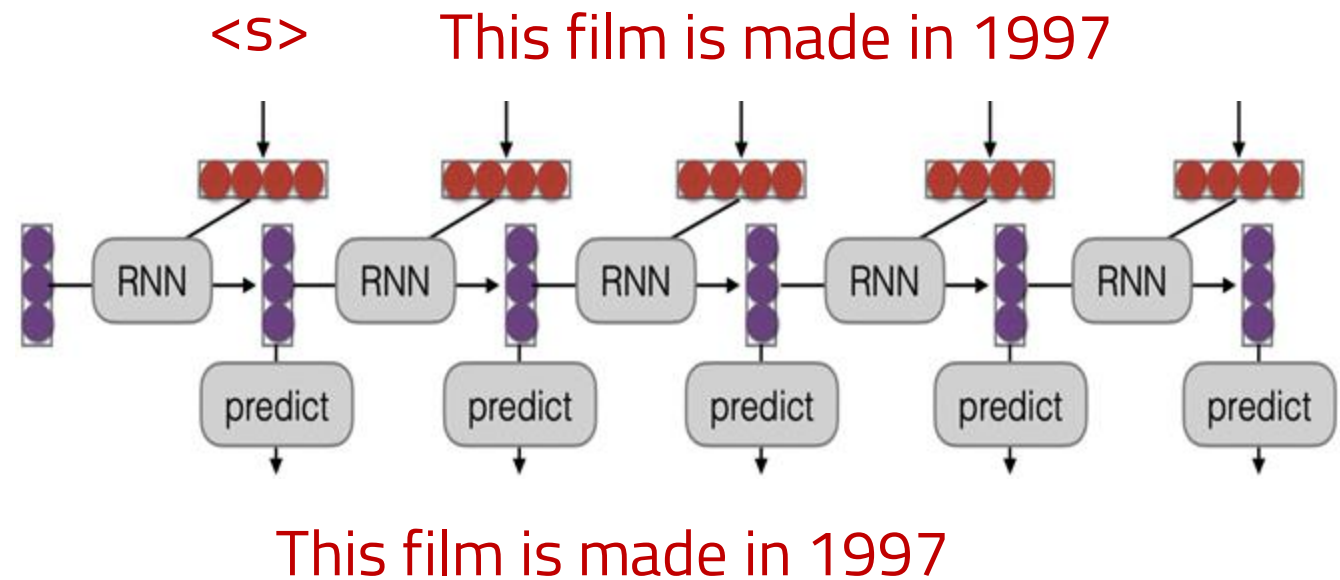 <s> This film is made in 1997
RNN RNN RNN RNN RNN
predict predict predict predict predict
This film is made in 1997